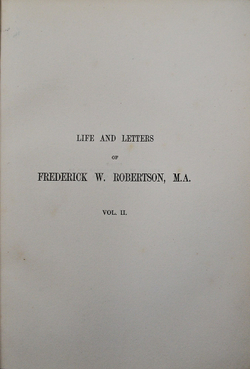 LIFE AND LETTERS
OF
FREDERICK W. ROBERTSON, M.A.
VOL. II.